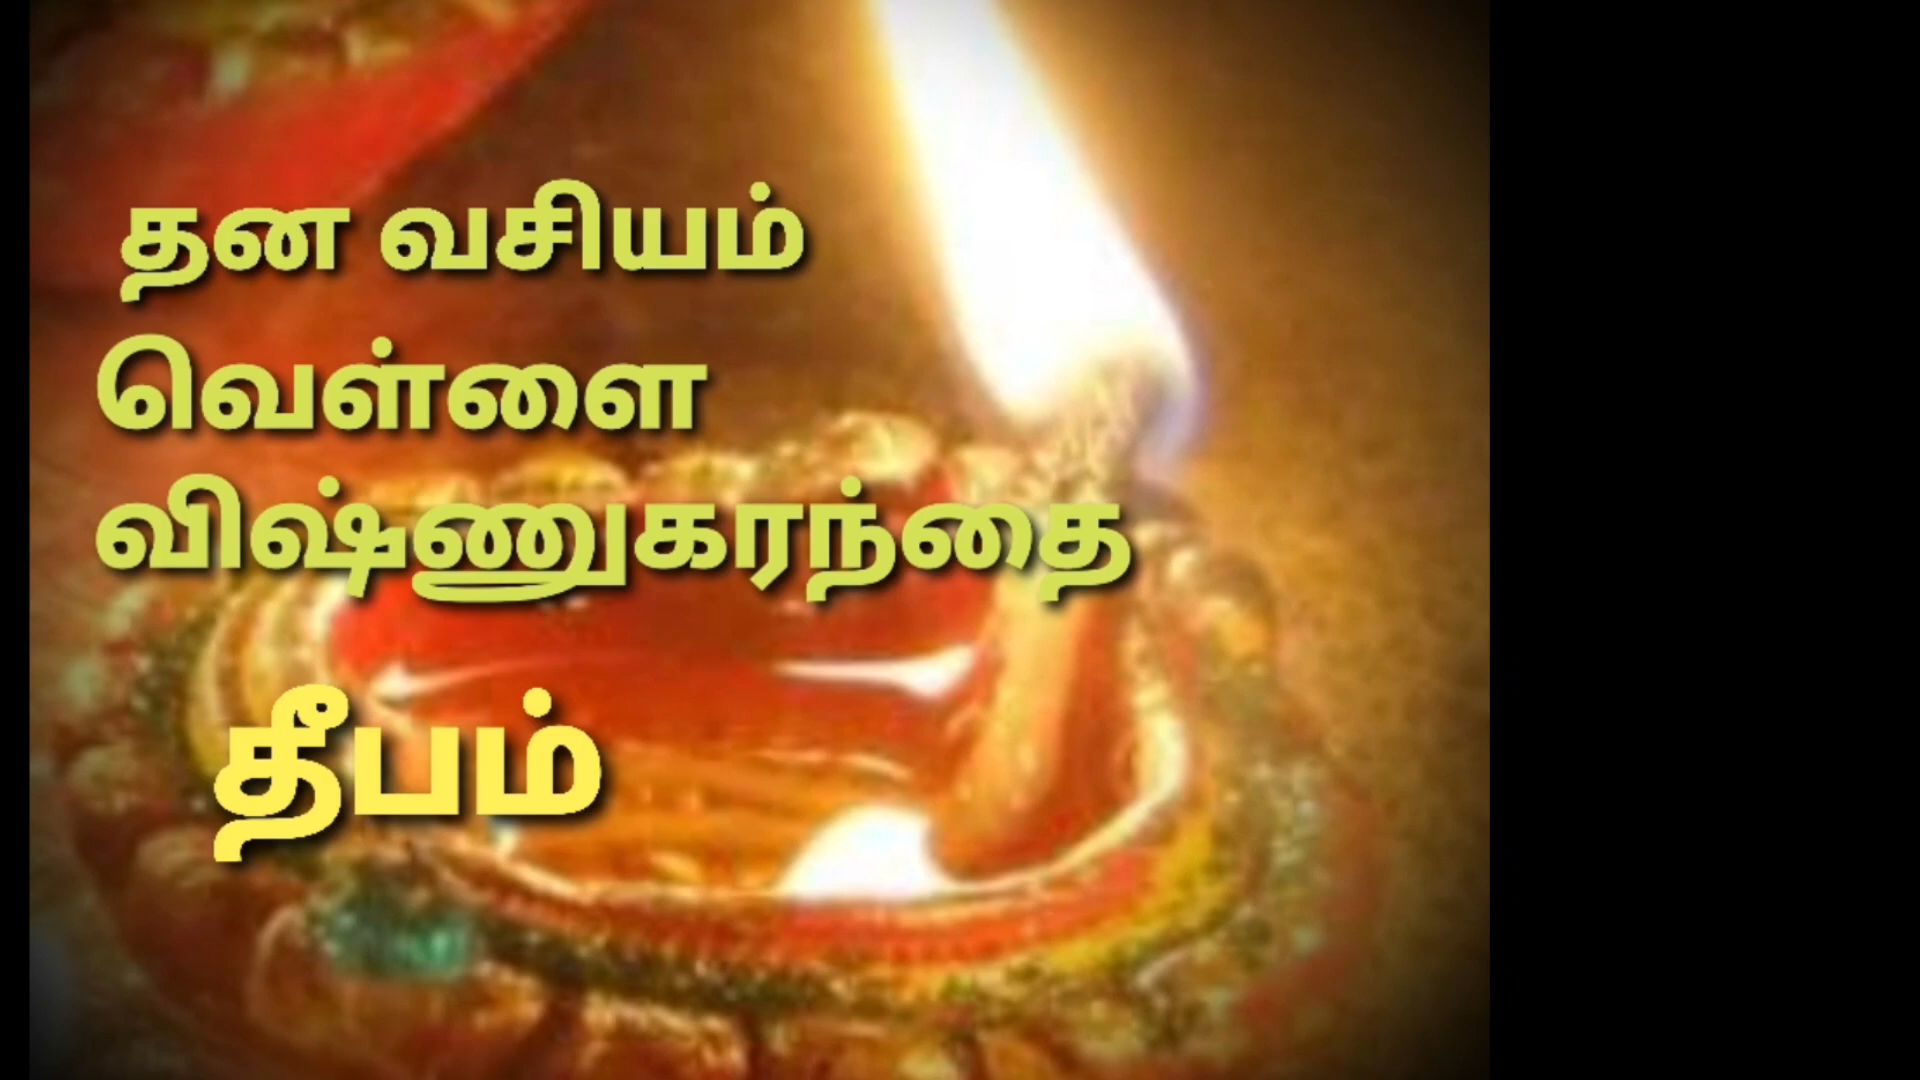 தன வசியம்
வெள்ளை
விஷ்ணுகரந்தை
தீபம்